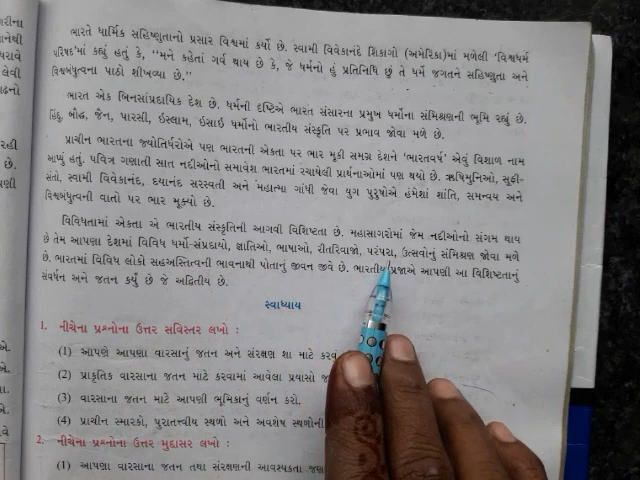 ભારતે ધાર્મિક સહિષ્ણુતાનો પ્રસાર વિશ્વમાં કર્યો છે. સ્વામી વિવેકાનંદે શિકાગો (અમેરિકા)માં મળેલી ‘વિશ્વધર્મ
પરિષદ’માં કહ્યું હતું કે, “મને કહેતાં ગર્વ થાય છે કે, જે ધર્મનો હું પ્રતિનિધિ છું તે ધર્મે જગતને સહિષ્ણુતા અને
વિશ્વબંધુત્વના પાઠો શીખવ્યા છે.”
ભારત એક બિનસાંપ્રદાયિક દેશ છે. ધર્મની દૃષ્ટિએ ભારત સંસારના પ્રમુખ ધર્મોના સંમિશ્રણની ભૂમિ રહ્યું છે.
હિંદુ, બૌદ્ધ, જૈન, પારસી, ઇસ્લામ, ઈસાઈ ધર્મોનો ભારતીય સંસ્કૃતિ પર પ્રભાવ જોવા મળે છે.
પ્રાચીન ભારતના જ્યોતિર્ધરોએ પણ ભારતની એકતા પર ભાર મૂકી સમગ્ર દેશને ‘ભારતવર્ષ’ એવું વિશાળ નામ
આપ્યું હતું. પવિત્ર ગણાતી સાત નદીઓનો સમાવેશ ભારતમાં રચાયેલી પ્રાર્થનાઓમાં પણ થયો છે. ઋષિમુનિઓ, સૂફી-
સંતો, સ્વામી વિવેકાનંદ, દયાનંદ સરસ્વતી અને મહાત્મા ગાંધી જેવા યુગ પુરુષોએ હંમેશાં શાંતિ, સમન્વય અને
વિશ્વબંધુત્વની વાતો પર ભાર મૂક્યો છે.
વિવિધતામાં એકતા એ ભારતીય સંસ્કૃતિની આગવી વિશિષ્ટતા છે. મહાસાગરોમાં જેમ નદીઓનો સંગમ થાય
છે તેમ આપણા દેશમાં વિવિધ ધર્મો-સંપ્રદાયો, જ્ઞાતિઓ, ભાષાઓ, રીતરિવાજો, પરંપરા, ઉત્સવોનું સંમિશ્રણ જોવા મળે
છે. ભારતમાં વિવિધ લોકો સહઅસ્તિત્વની ભાવનાથી પોતાનું જીવન જીવે છે. ભારતીય પ્રજાએ આપણી આ વિશિષ્ટતાનું
સંવર્ધન અને જતન કર્યું છે જે અદ્વિતીય છે.
સ્વાધ્યાય
1. નીચેના પ્રશ્નોના ઉત્તર સવિસ્તર લખો :
(1) આપણે આપણા વારસાનું જતન અને સંરક્ષણ શા માટે કરવું
(2) પ્રાકૃતિક વારસાના જતન માટે કરવામાં આવેલા પ્રયાસો
(3) વારસાના જતન માટે આપણી ભૂમિકાનું વર્ણન કરો.
(4) પ્રાચીન સ્મારકો, પુરાતત્ત્વીય સ્થળો અને અવશેષ સ્થળોની
2. નીચેના પ્રશ્નોના ઉત્તર મુદ્દાસર લખો :
(1) આપણા વારસાના જતન તથા સંરક્ષણની આવશ્યકતા